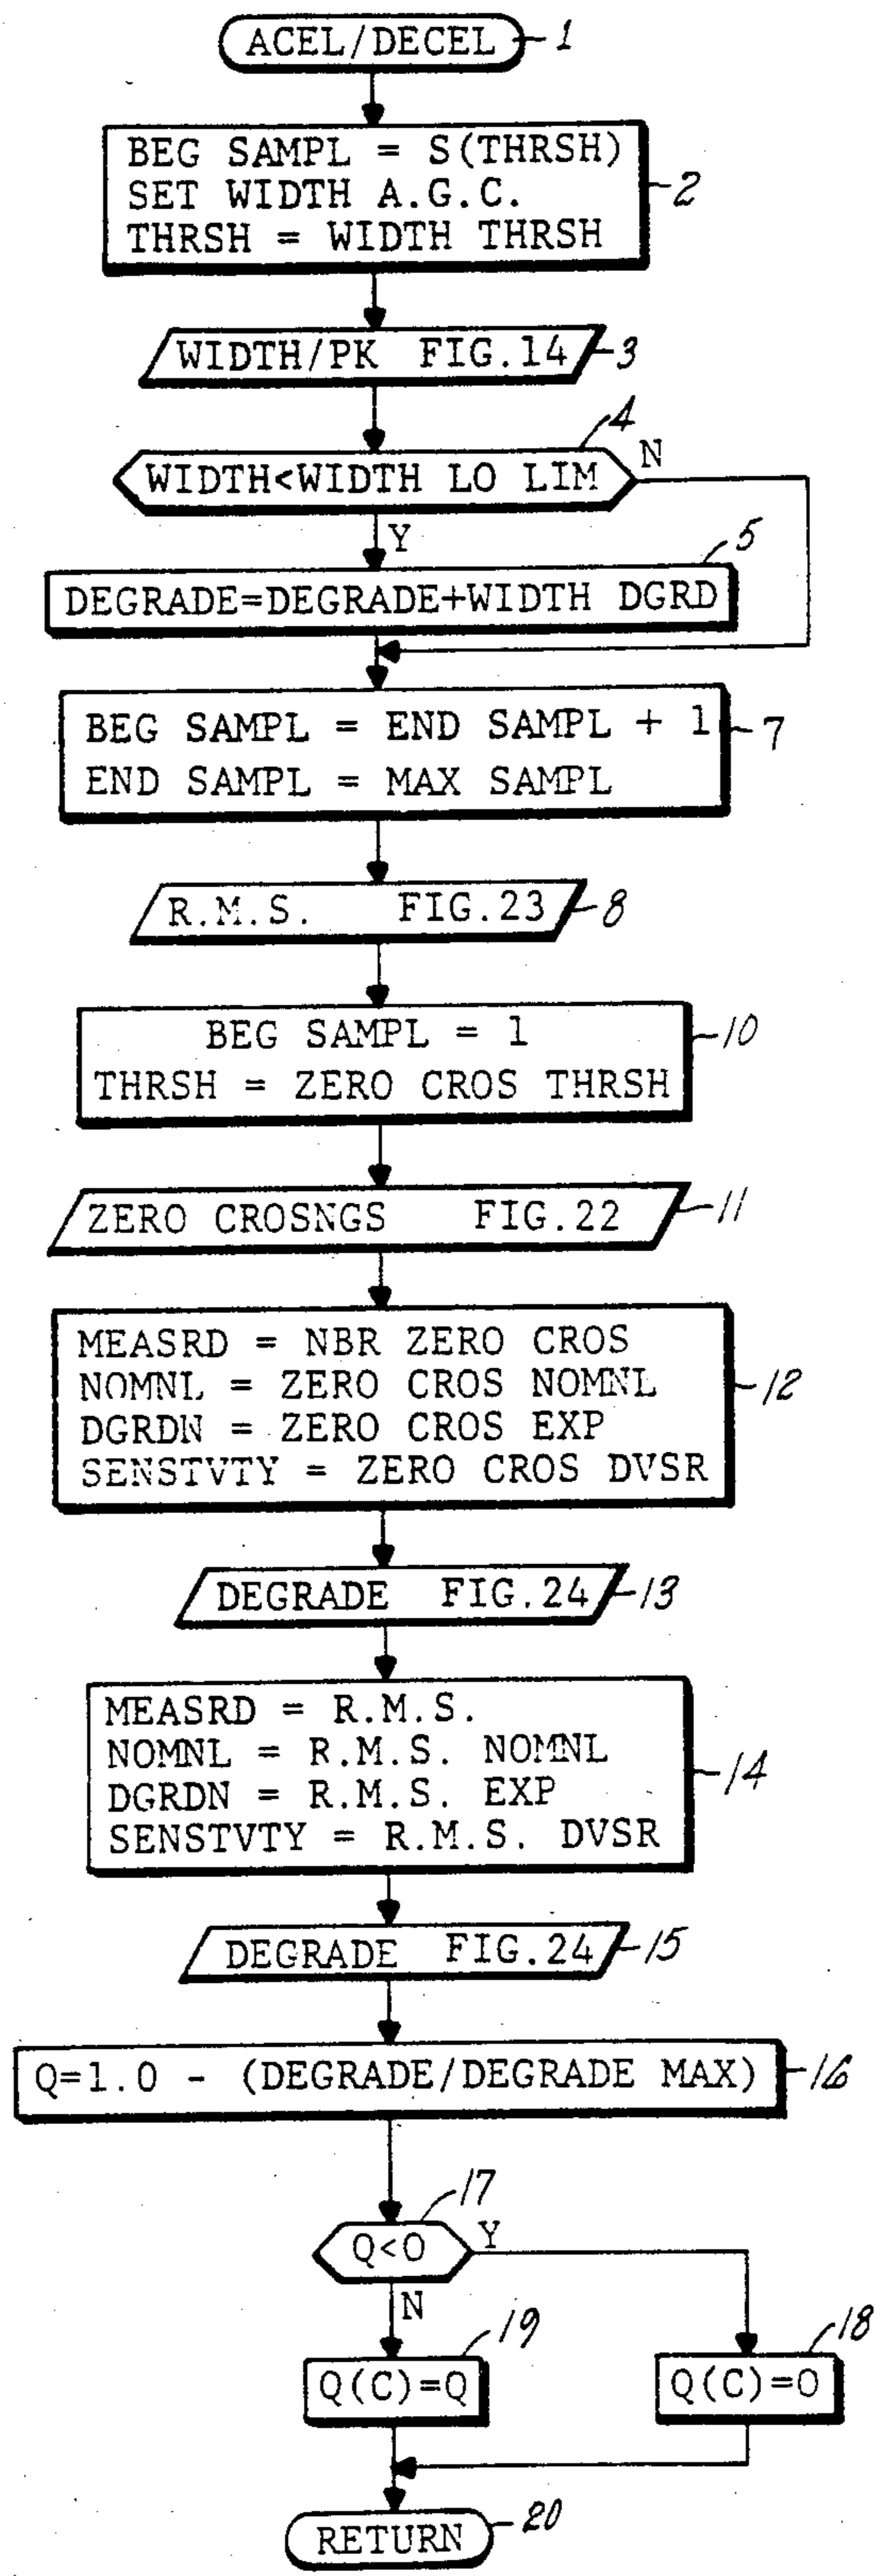 ACEL/DECEL 1
BEG SAMPL = S(THRSH)
SET WIDTH A.G.C.
THRSH = WIDTH THRSH
2
WIDTH/PK FIG.14 3
4
WIDTH<WIDTH LO LIM N
Y
5
DEGRADE=DEGRADE+WIDTH DGRD
BEG SAMPL = END SAMPL + 1
END SAMPL = MAX SAMPL
7
R.M.S. FIG.23 8
BEG SAMPL = 1
THRSH = ZERO CROS THRSH
10
ZERO CROSNGS FIG.22 11
MEASRD = NBR ZERO CROS
NOMNL = ZERO CROS NOMNL
DGRDN = ZERO CROS EXP
SENSTVTY = ZERO CROS DVSR
12
DEGRADE FIG.24 13
MEASRD = R.M.S.
NOMNL = R.M.S. NOMNL
DGRDN = R.M.S. EXP
SENSTVTY = R.M.S. DVSR
14
DEGRADE FIG.24 15
Q=1.0 - (DEGRADE/DEGRADE MAX) 16
17
Q<0 Y
N
19
Q(C)=Q
18
Q(C)=0
RETURN 20